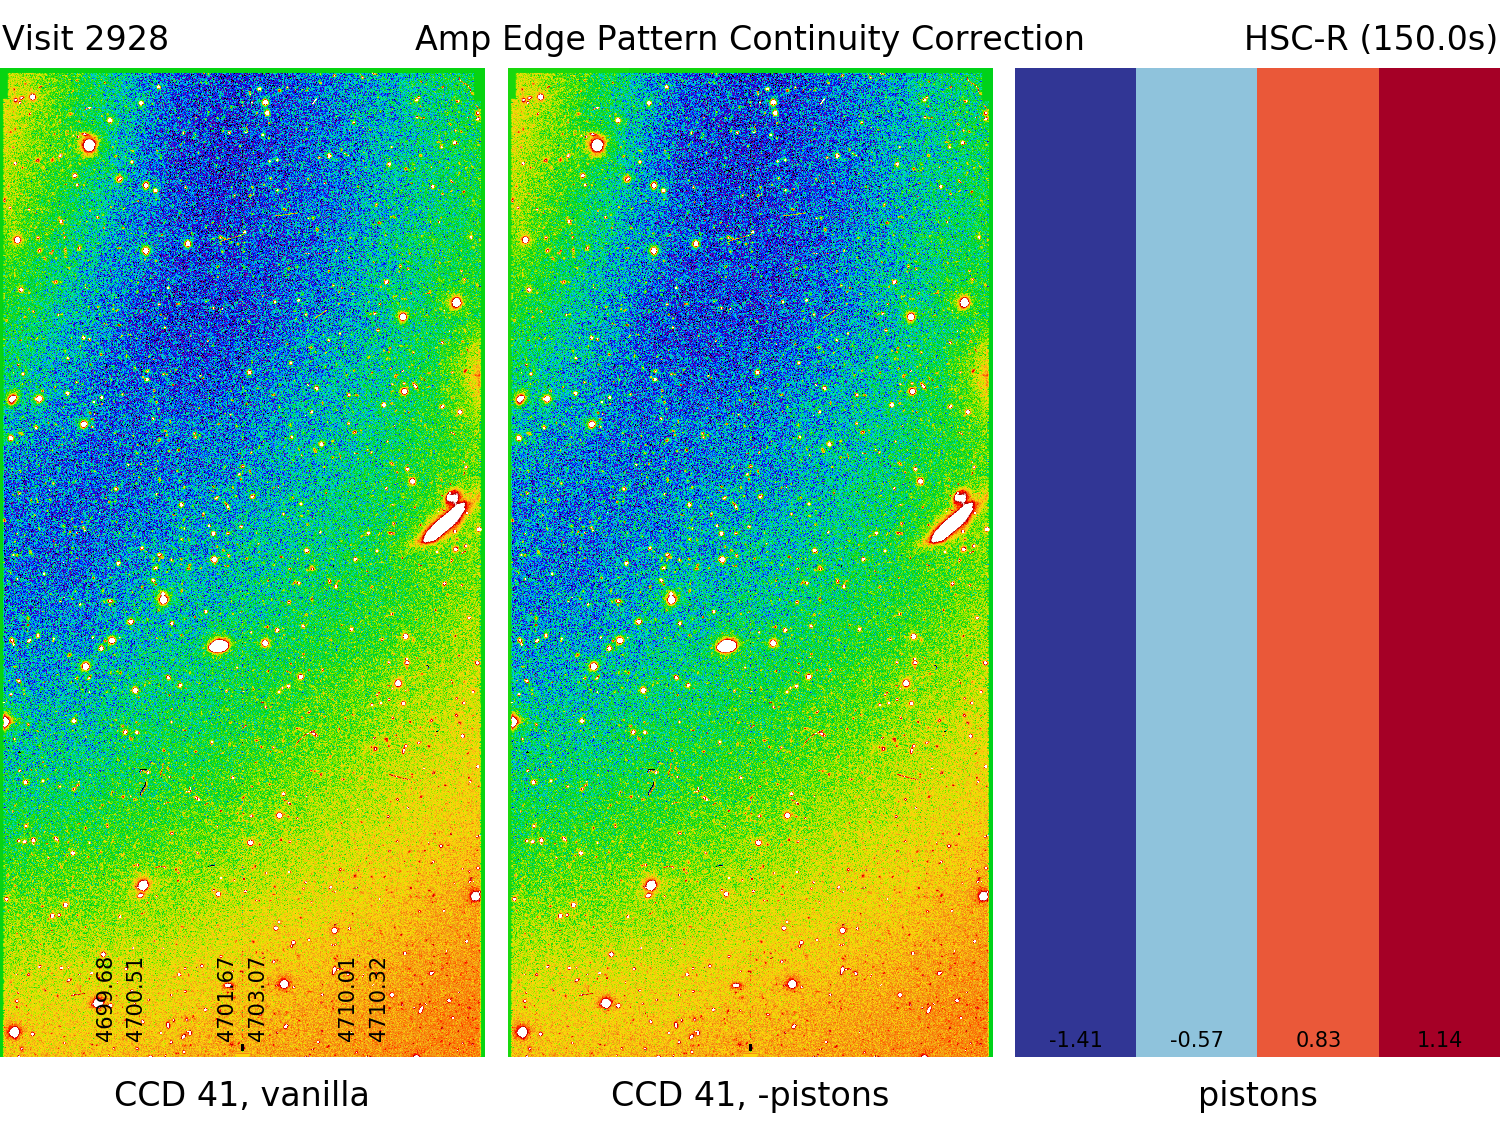 Visit 2928
Amp Edge Pattern Continuity Correction
HSC-R (150.0s)
4699.68
4700.51
4701.67
4703.07
4710.01
4710.32
-1.41
-0.57
0.83
1.14
CCD 41, vanilla
CCD 41, -pistons
pistons